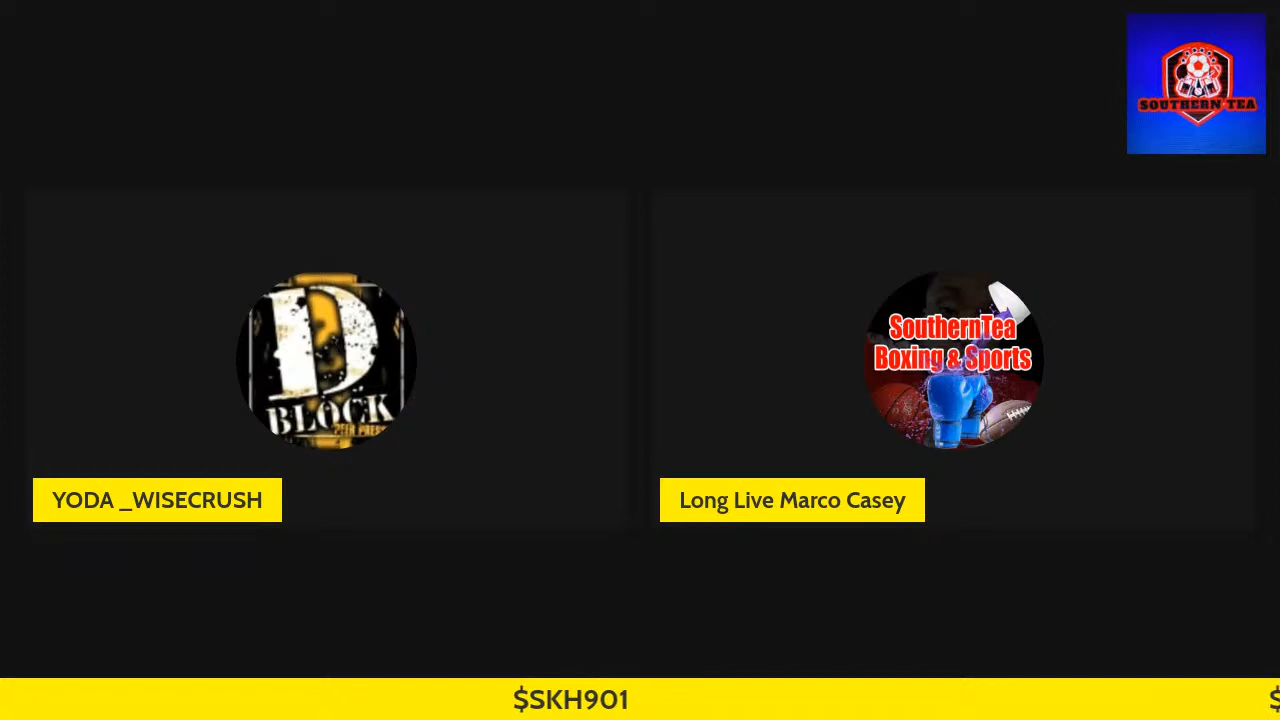 SOUTHERN TEA
D
BLOCK
SouthernTea
Boxing & Sports
YODA _WISECRUSH
Long Live Marco Casey
$SKH901
$